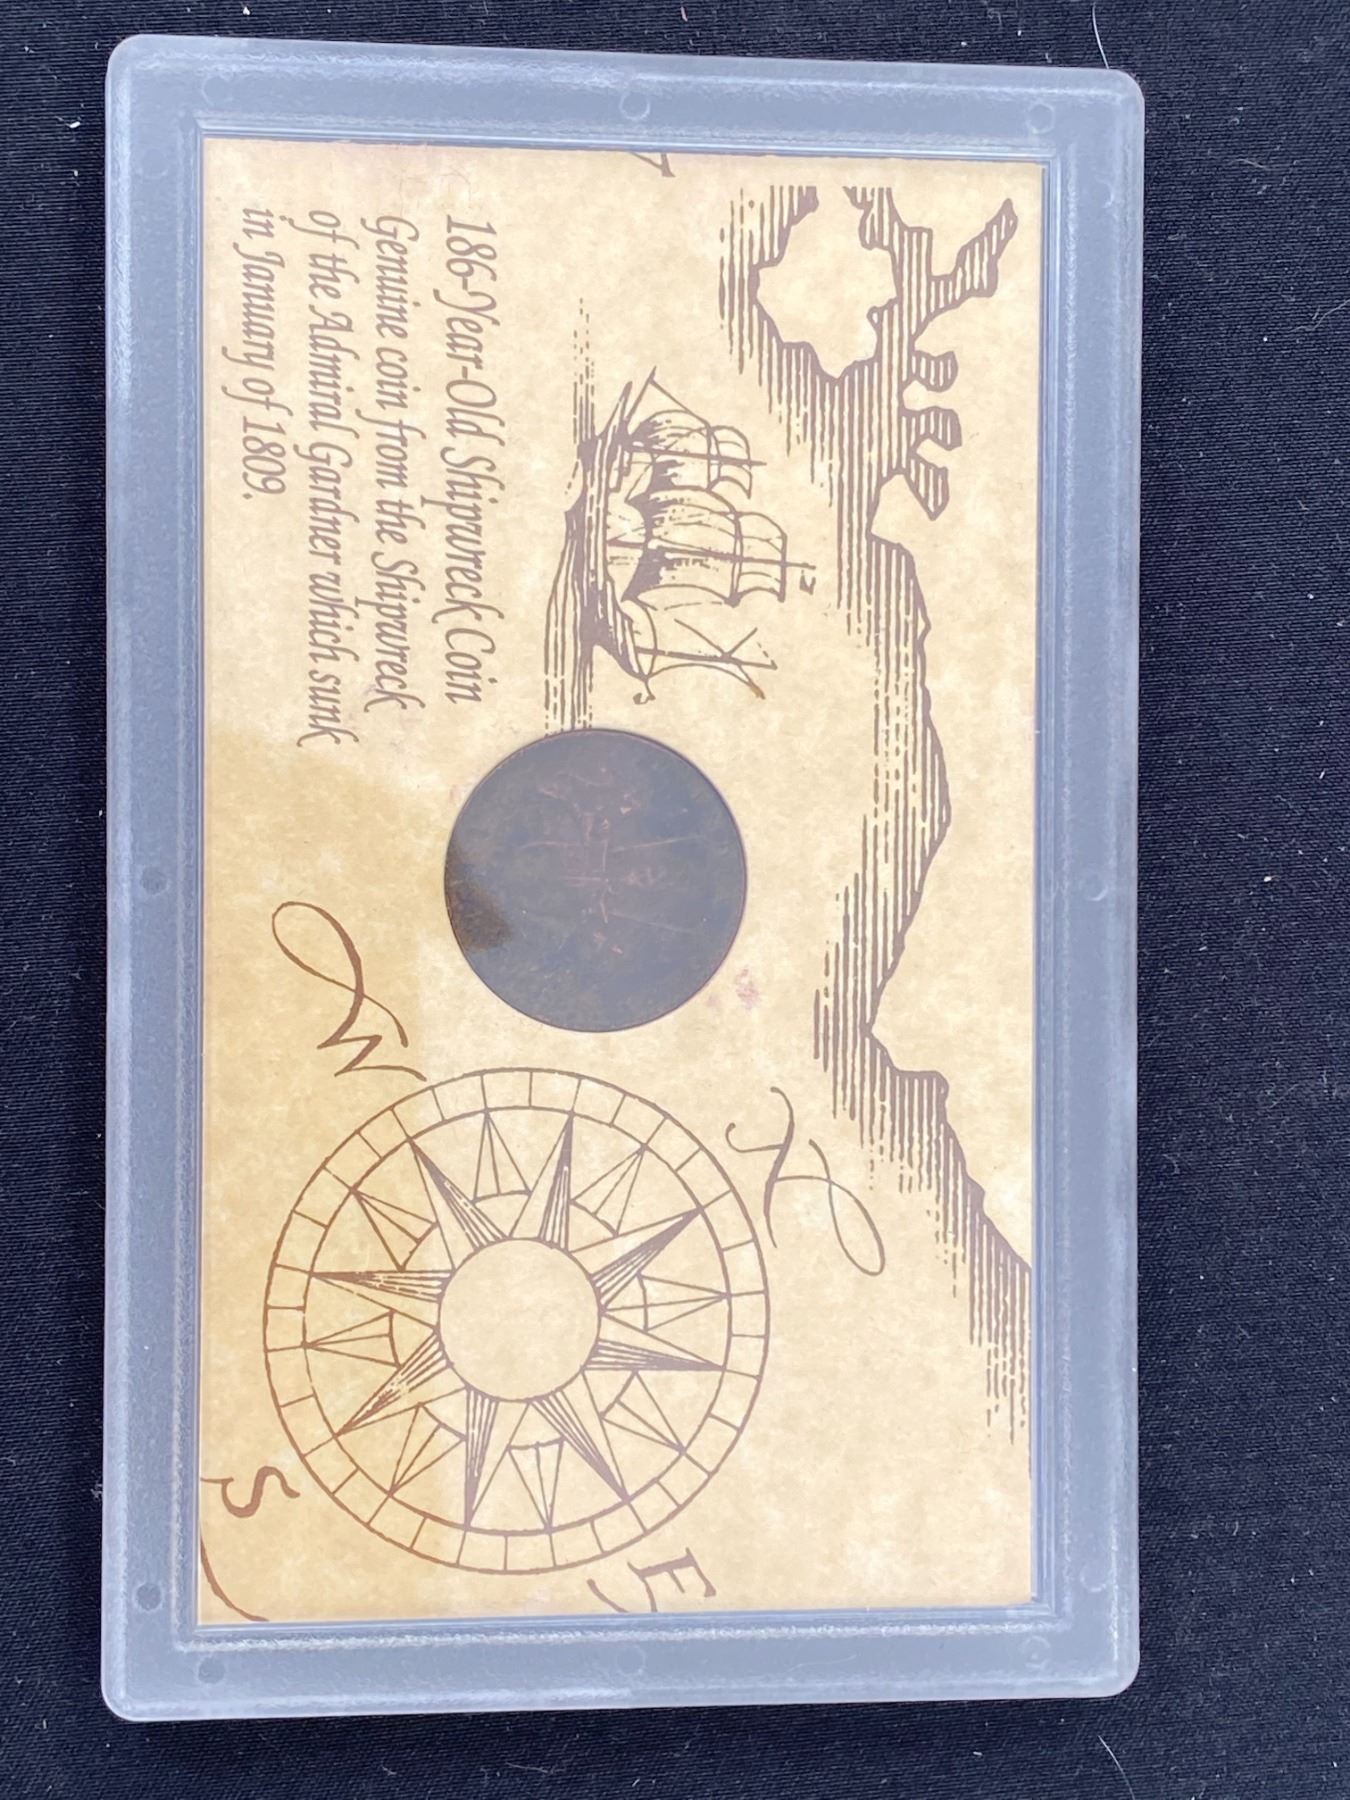 186-Year-Old Shipwreck Coin
Genuine coin from the Shipwreck
of the Admiral Gardner which sunk
in January of 1809.
N
W
E
S